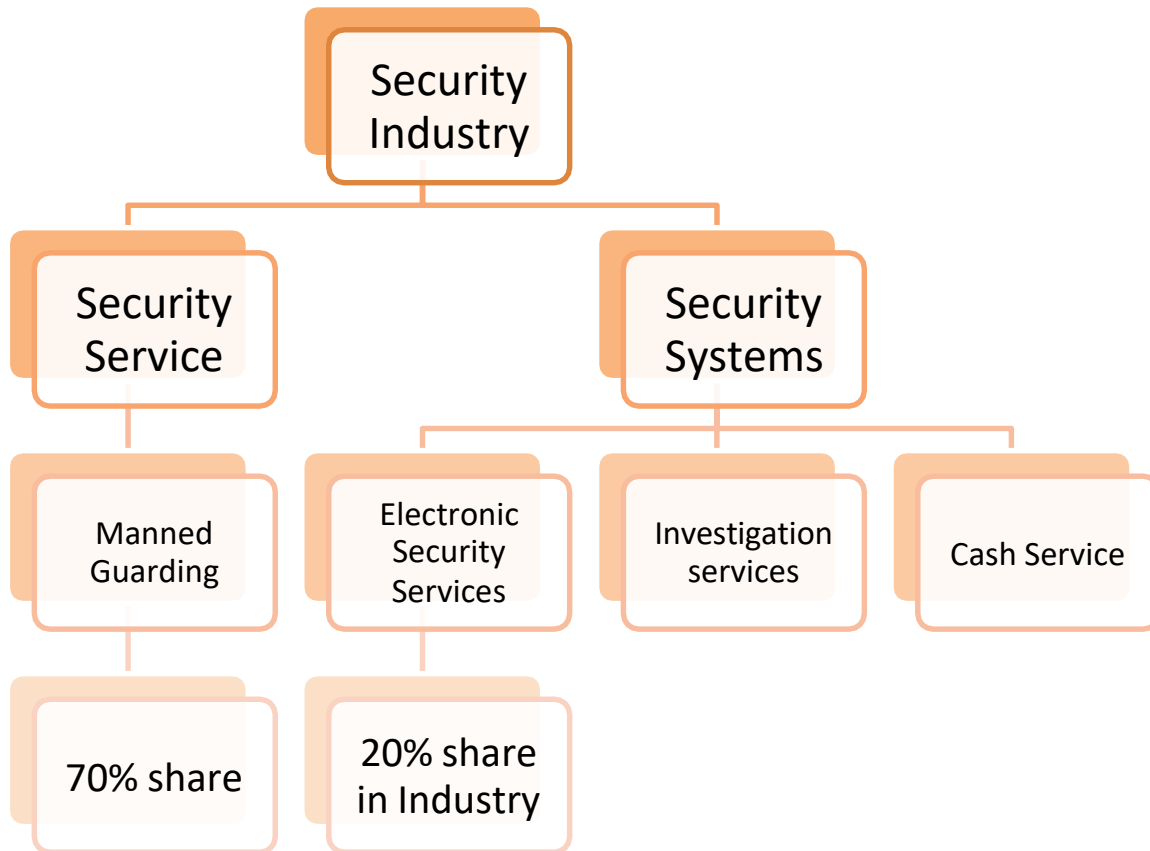 Security
Industry
Security
Service
Security
Systems
Manned
Guarding
Electronic
Security
Services
Investigation
services
Cash Service
70% share
20% share
in Industry